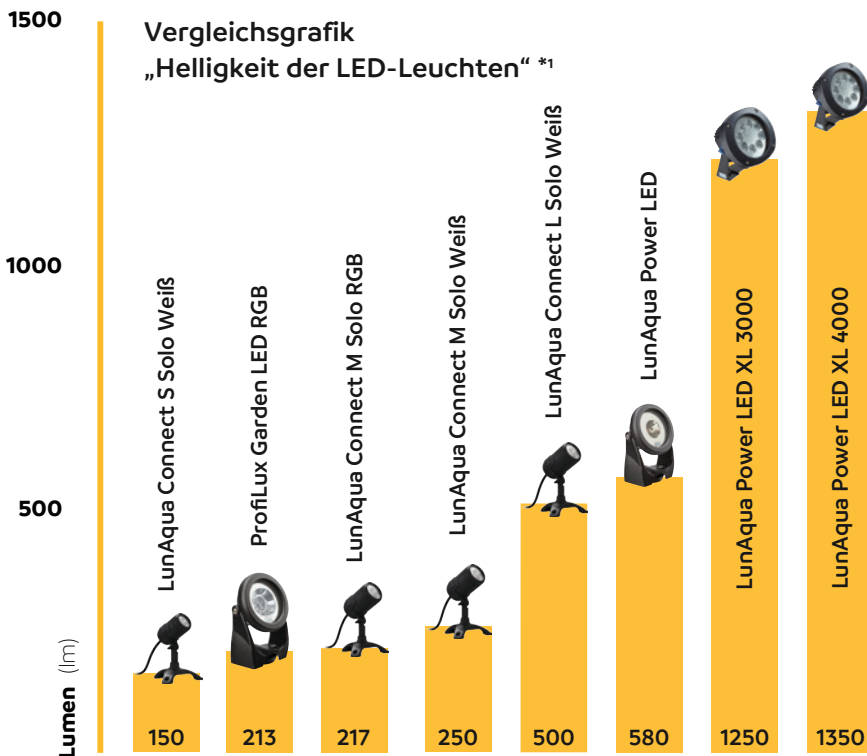 1500
Vergleichsgrafik
„Helligkeit der LED-Leuchten“ *1
1000
500
Lumen (lm)
LunAqua Connect S Solo Weiß
ProfiLux Garden LED RGB
LunAqua Connect M Solo RGB
LunAqua Connect M Solo Weiß
LunAqua Connect L Solo Weiß
LunAqua Power LED
LunAqua Power LED XL 3000
LunAqua Power LED XL 4000
150
213
217
250
500
580
1250
1350